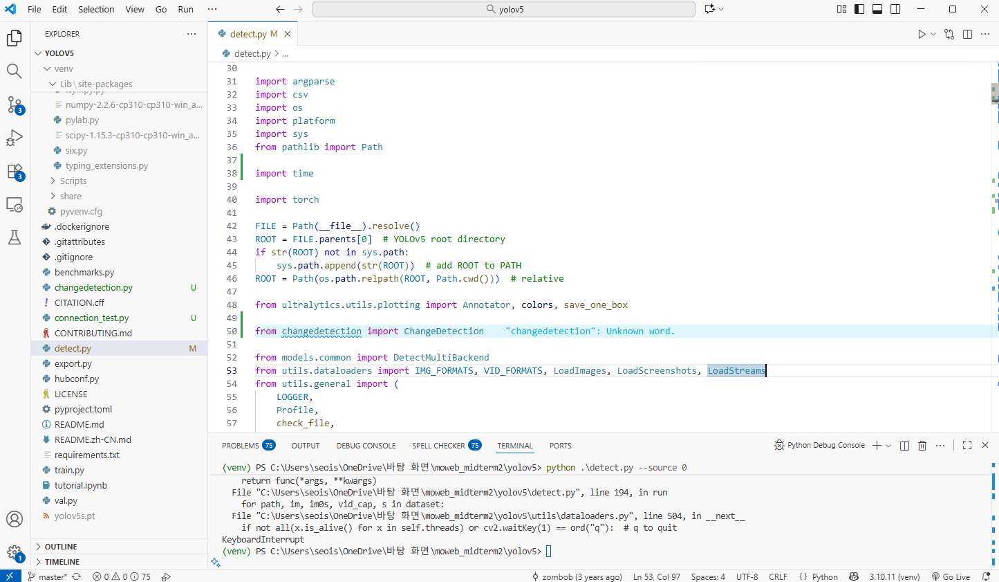 File Edit Selection View Go Run ···
yolov5
EXPLORER ···
YOLOV5
venv
Lib\site-packages
numpy-2.2.6-cp310-cp310-win_a...
pylab.py
scipy-1.15.3-cp310-cp310-win_a...
six.py
typing_extensions.py
Scripts
share
pyvenv.cfg
.dockerignore
.gitattributes
.gitignore
benchmarks.py
changedetection.py U
CITATION.cff
connection_test.py U
CONTRIBUTING.md
detect.py M
export.py
hubconf.py
LICENSE
pyproject.toml
README.md
README.zh-CN.md
requirements.txt
train.py
tutorial.ipynb
val.py
yolov5s.pt
OUTLINE
TIMELINE
3
3
1
detect.py M
detect.py > ...
30
31 import argparse
32 import csv
33 import os
34 import platform
35 import sys
36 from pathlib import Path
37
38 import time
39
40 import torch
41
42 FILE = Path(__file__).resolve()
43 ROOT = FILE.parents[0]  # YOLOv5 root directory
44 if str(ROOT) not in sys.path:
45     sys.path.append(str(ROOT))  # add ROOT to PATH
46 ROOT = Path(os.path.relpath(ROOT, Path.cwd()))  # relative
47
48 from ultralytics.utils.plotting import Annotator, colors, save_one_box
49
50 from changedetection import ChangeDetection    "changedetection": Unknown word.
51
52 from models.common import DetectMultiBackend
53 from utils.dataloaders import IMG_FORMATS, VID_FORMATS, LoadImages, LoadScreenshots, LoadStreams
54 from utils.general import (
55     LOGGER,
56     Profile,
57     check_file,
PROBLEMS 75 OUTPUT DEBUG CONSOLE SPELL CHECKER 75 TERMINAL PORTS Python Debug Console
(venv) PS C:\Users\seois\OneDrive\바탕 화면\moweb_midterm2\yolov5> python .\detect.py --source 0
return func(*args, **kwargs)
File "C:\Users\seois\OneDrive\바탕 화면\moweb_midterm2\yolov5\detect.py", line 194, in run
for path, im, im0s, vid_cap, s in dataset:
File "C:\Users\seois\OneDrive\바탕 화면\moweb_midterm2\yolov5\utils\dataloaders.py", line 504, in __next__
if not all(x.is_alive() for x in self.threads) or cv2.waitKey(1) == ord("q"):  # q to quit
KeyboardInterrupt
(venv) PS C:\Users\seois\OneDrive\바탕 화면\moweb_midterm2\yolov5>
master* 0 0 75 zombob (3 years ago) Ln 53, Col 97 Spaces: 4 UTF-8 CRLF {} Python 3.10.11 (venv) Go Live